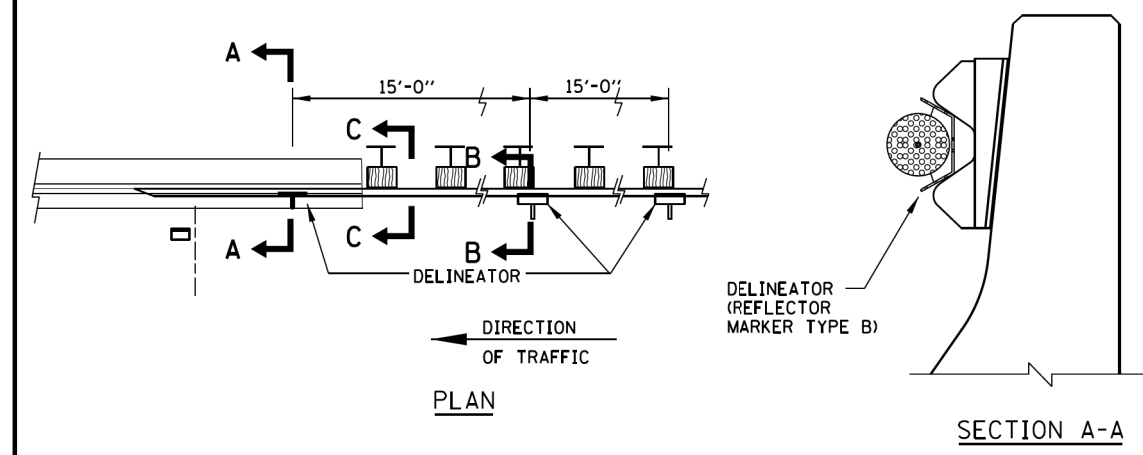 A
15'-0''
15'-0''
C
B
A
C
B
DELINEATOR
DIRECTION
OF TRAFFIC
PLAN
DELINEATOR
(REFLECTOR
MARKER TYPE B)
SECTION A-A